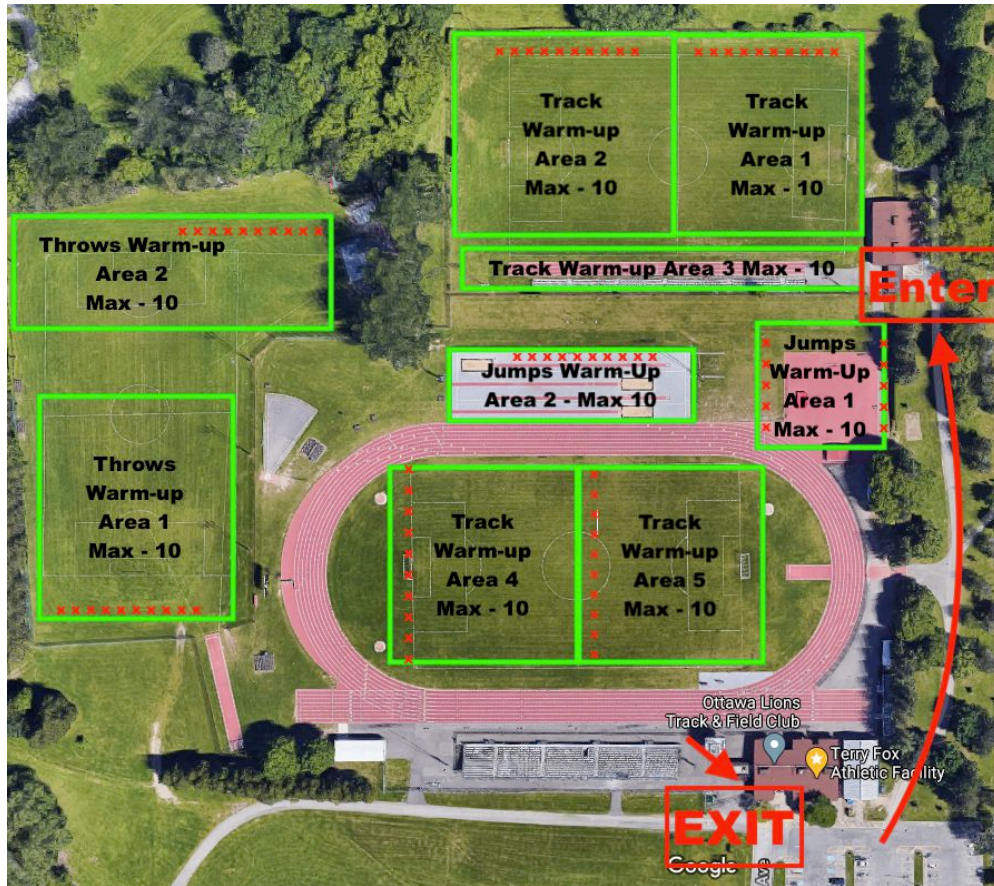 Track
Warm-up
Area 2
Max - 10
Track
Warm-up
Area 1
Max - 10
Throws Warm-up
Area 2
Max - 10
Track Warm-up Area 3 Max - 10
Enter
Jumps
Warm-Up
Area 1
Max - 10
Jumps Warm-Up
Area 2 - Max 10
Throws
Warm-up
Area 1
Max - 10
Track
Warm-up
Area 4
Max - 10
Track
Warm-up
Area 5
Max - 10
Ottawa Lions
Track & Field Club
Terry Fox
Athletic Facility
EXIT
Google
Ave